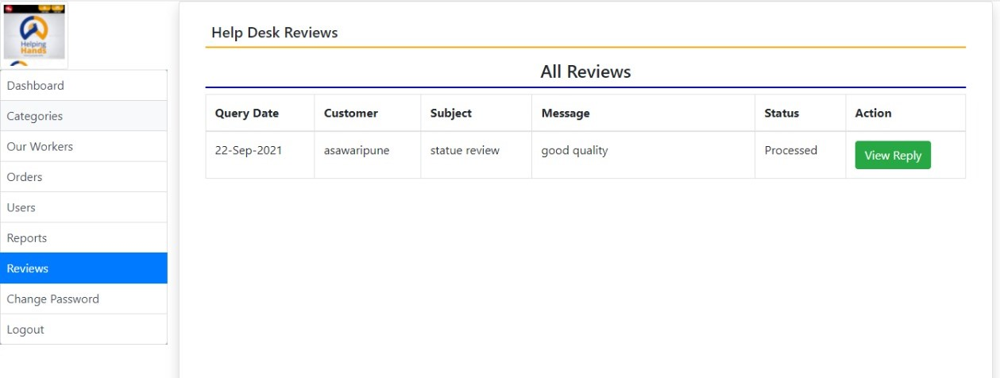 Helping
Hands
Dashboard
Categories
Our Workers
Orders
Users
Reports
Reviews
Change Password
Logout
Help Desk Reviews
All Reviews
Query Date Customer Subject Message Status Action
22-Sep-2021 asawaripune statue review good quality Processed View Reply